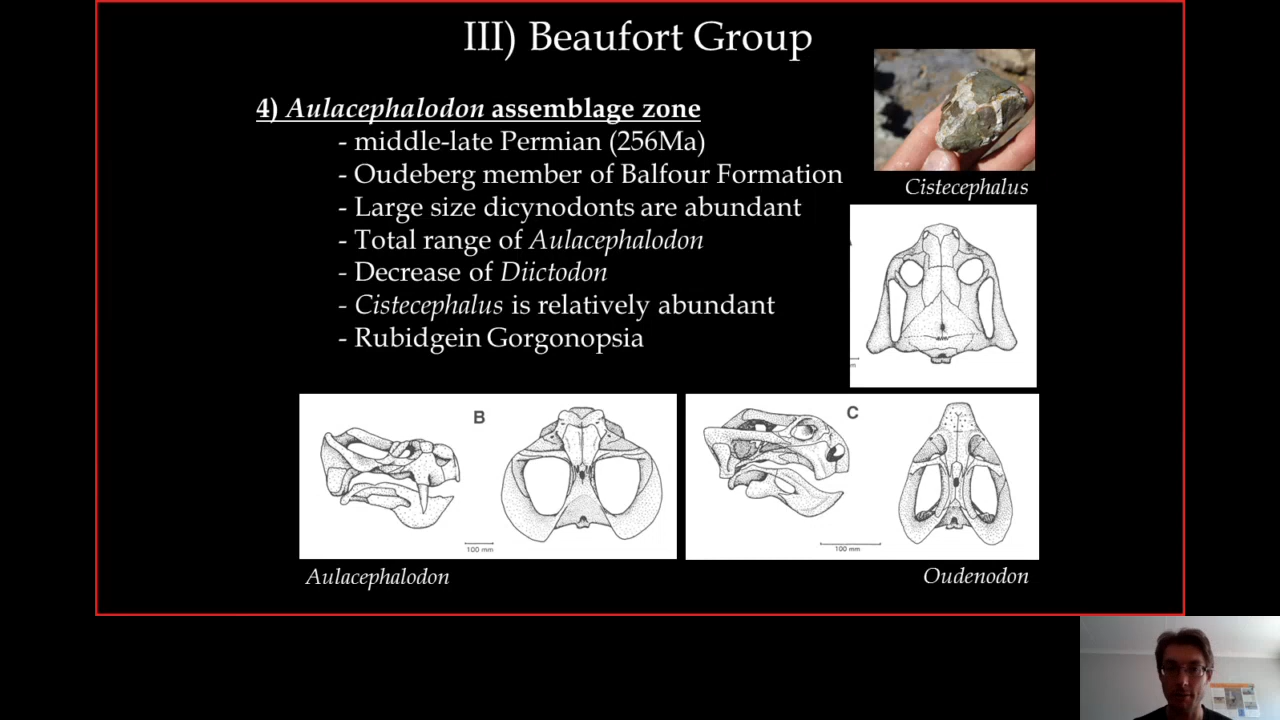 III) Beaufort Group
4) Aulacephalodon assemblage zone
- middle-late Permian (256Ma)
- Oudeberg member of Balfour Formation
- Large size dicynodonts are abundant
- Total range of Aulacephalodon
- Decrease of Diictodon
- Cistecephalus is relatively abundant
- Rubidgein Gorgonopsia
Cistecephalus
B
100 mm
Aulacephalodon
C
100 mm
Oudenodon